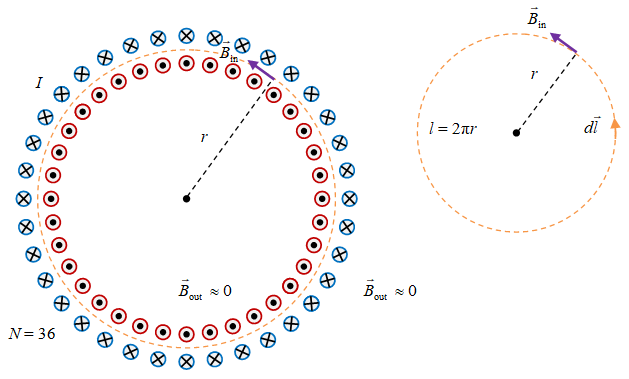 I
B⃗in
r
B⃗out ≈ 0
B⃗out ≈ 0
N = 36
B⃗in
r
l = 2πr
dl⃗